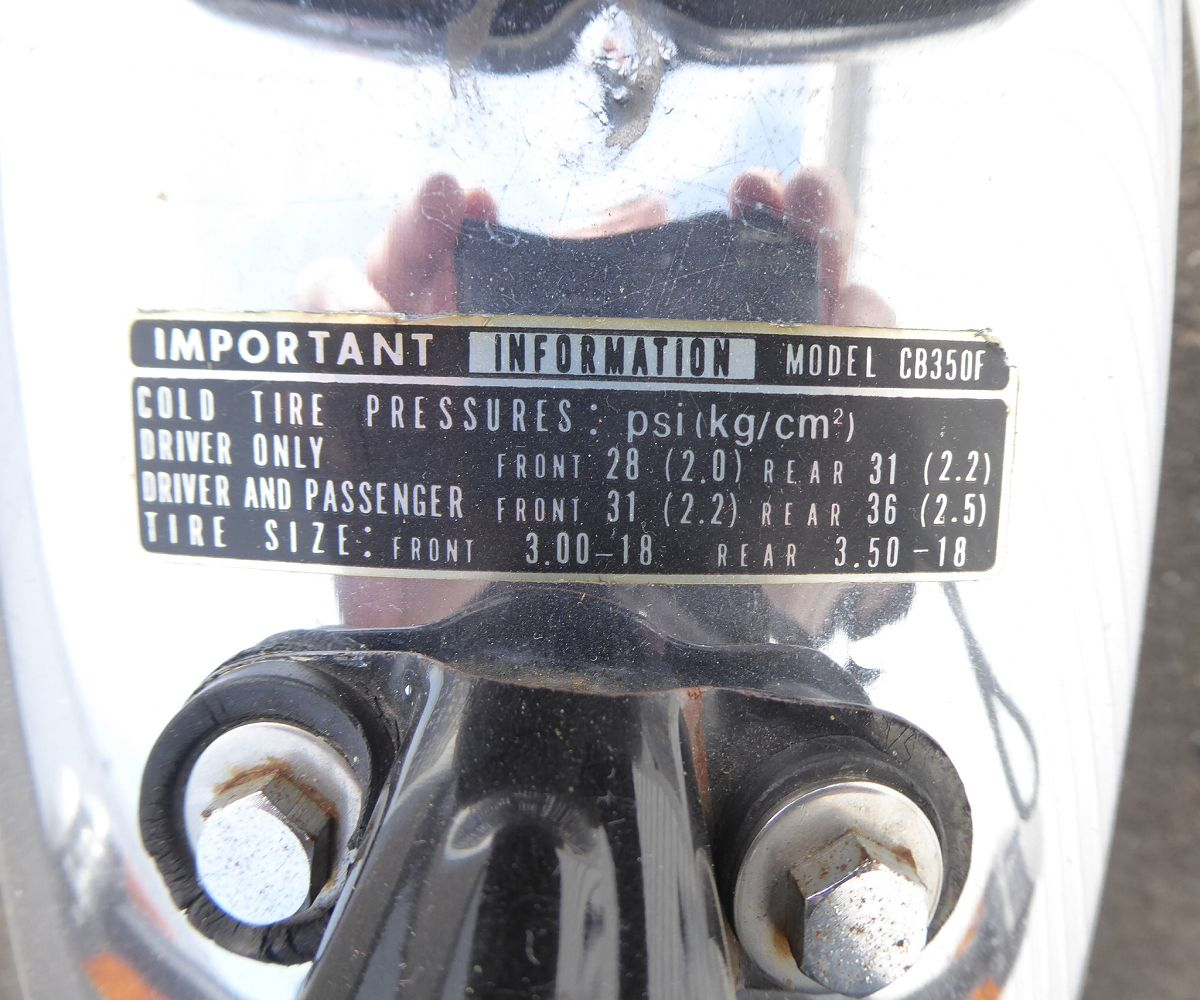 IMPORTANT INFORMATION MODEL CB350F
COLD TIRE PRESSURES: psi(kg/cm²)
DRIVER ONLY FRONT 28 (2.0) REAR 31 (2.2)
DRIVER AND PASSENGER FRONT 31 (2.2) REAR 36 (2.5)
TIRE SIZE: FRONT 3.00-18 REAR 3.50-18